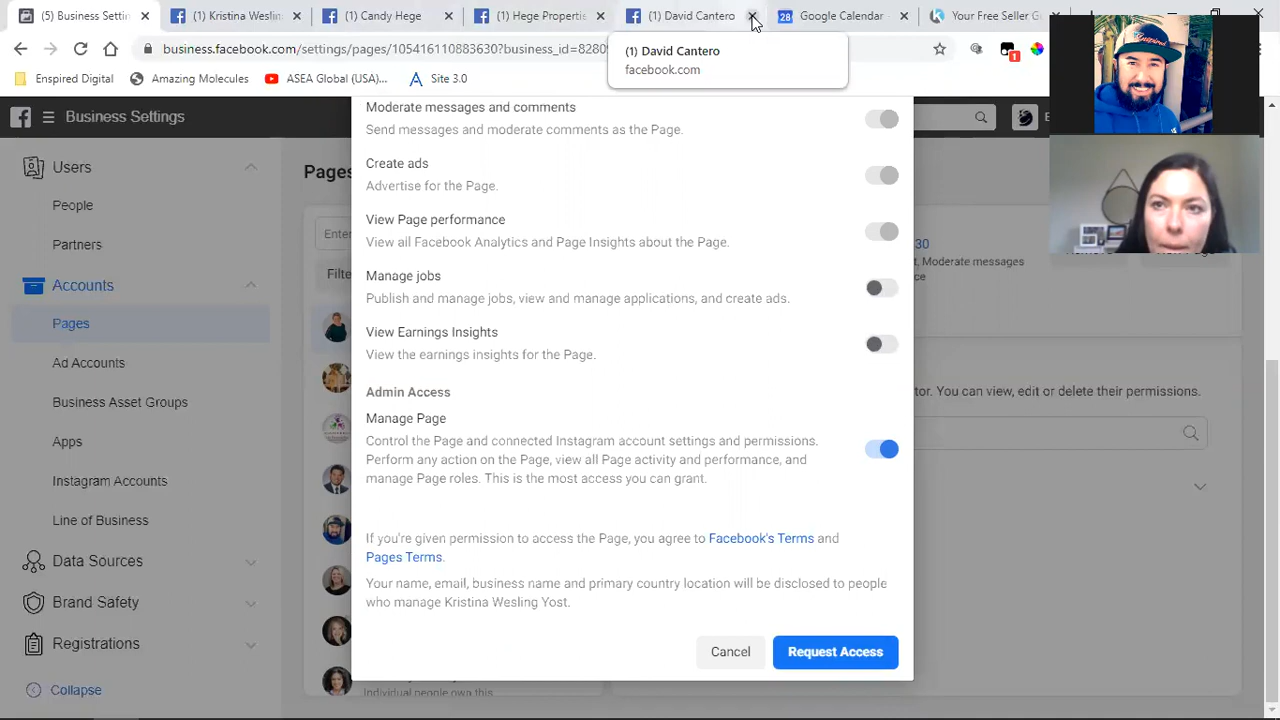 (5) Business Settin
Kristina Weslin
(1) Candy Hege
(1) Hege Propertie
(1) David Cantero
Google Calendar -
Your Free Seller G
business.facebook.com/settings/pages/105416
983630?business_id=8280
(1) David Cantero
facebook.com
1
Enspired Digital
Amazing Molecules
ASEA Global (USA)...
Site 3.0
Business Settings
Users
People
Partners
Accounts
Pages
Ad Accounts
Business Asset Groups
Apps
Instagram Accounts
Line of Business
Data Sources
Brand Safety
Registrations
Collapse
Pages
Enter
Filte
Individual people own this
30
t, Moderate messages
ce
tor. You can view, edit or delete their permissions.
Moderate messages and comments
Send messages and moderate comments as the Page.
Create ads
Advertise for the Page.
View Page performance
View all Facebook Analytics and Page Insights about the Page.
Manage jobs
Publish and manage jobs, view and manage applications, and create ads.
View Earnings Insights
View the earnings insights for the Page.
Admin Access
Manage Page
Control the Page and connected Instagram account settings and permissions.
Perform any action on the Page, view all Page activity and performance, and
manage Page roles. This is the most access you can grant.
If you're given permission to access the Page, you agree to Facebook's Terms and
Pages Terms.
Your name, email, business name and primary country location will be disclosed to people
who manage Kristina Wesling Yost.
Cancel
Request Access